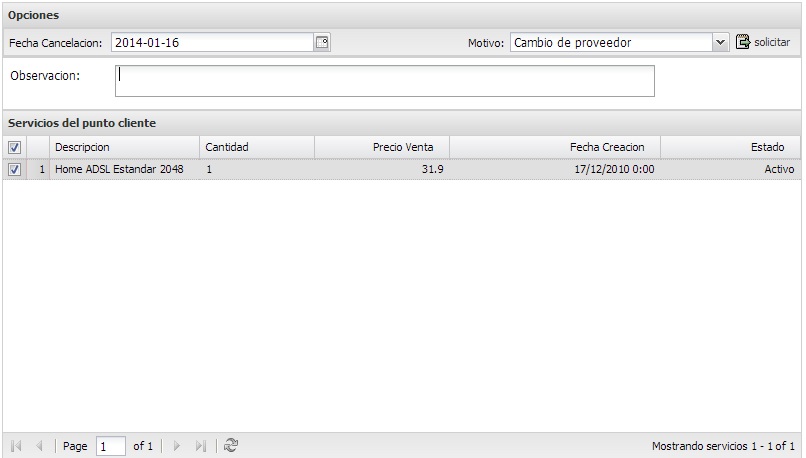 Opciones
Fecha Cancelacion: 2014-01-16 Motivo: Cambio de proveedor solicitar
Observacion:
Servicios del punto cliente
Descripcion Cantidad Precio Venta Fecha Creacion Estado
1 Home ADSL Estandar 2048 1 31.9 17/12/2010 0:00 Activo
Page 1 of 1 Mostrando servicios 1 - 1 of 1